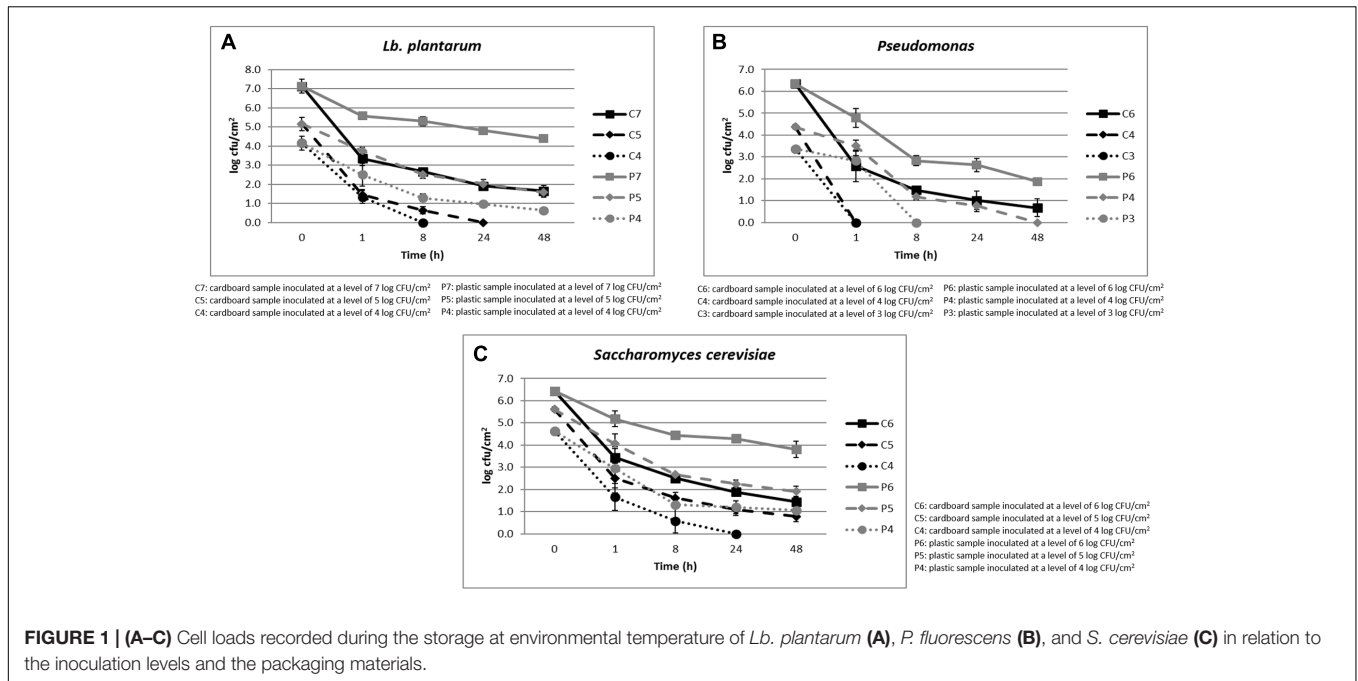 A
Lb. plantarum
8.0
7.0
6.0
5.0
4.0
3.0
2.0
1.0
0.0
log cfu/cm²
0 1 8 24 48
Time (h)
C7
C5
C4
P7
P5
P4
C7: cardboard sample inoculated at a level of 7 log CFU/cm² P7: plastic sample inoculated at a level of 7 log CFU/cm²
C5: cardboard sample inoculated at a level of 5 log CFU/cm² P5: plastic sample inoculated at a level of 5 log CFU/cm²
C4: cardboard sample inoculated at a level of 4 log CFU/cm² P4: plastic sample inoculated at a level of 4 log CFU/cm²
B
Pseudomonas
7.0
6.0
5.0
4.0
3.0
2.0
1.0
0.0
log cfu/cm²
0 1 8 24 48
Time (h)
C6
C4
C3
P6
P4
P3
C6: cardboard sample inoculated at a level of 6 log CFU/cm² P6: plastic sample inoculated at a level of 6 log CFU/cm²
C4: cardboard sample inoculated at a level of 4 log CFU/cm² P4: plastic sample inoculated at a level of 4 log CFU/cm²
C3: cardboard sample inoculated at a level of 3 log CFU/cm² P3: plastic sample inoculated at a level of 3 log CFU/cm²
C
Saccharomyces cerevisiae
7.0
6.0
5.0
4.0
3.0
2.0
1.0
0.0
log cfu/cm²
0 1 8 24 48
Time (h)
C6
C5
C4
P6
P5
P4
C6: cardboard sample inoculated at a level of 6 log CFU/cm²
C5: cardboard sample inoculated at a level of 5 log CFU/cm²
C4: cardboard sample inoculated at a level of 4 log CFU/cm²
P6: plastic sample inoculated at a level of 6 log CFU/cm²
P5: plastic sample inoculated at a level of 5 log CFU/cm²
P4: plastic sample inoculated at a level of 4 log CFU/cm²
FIGURE 1 | (A–C) Cell loads recorded during the storage at environmental temperature of Lb. plantarum (A), P. fluorescens (B), and S. cerevisiae (C) in relation to
the inoculation levels and the packaging materials.